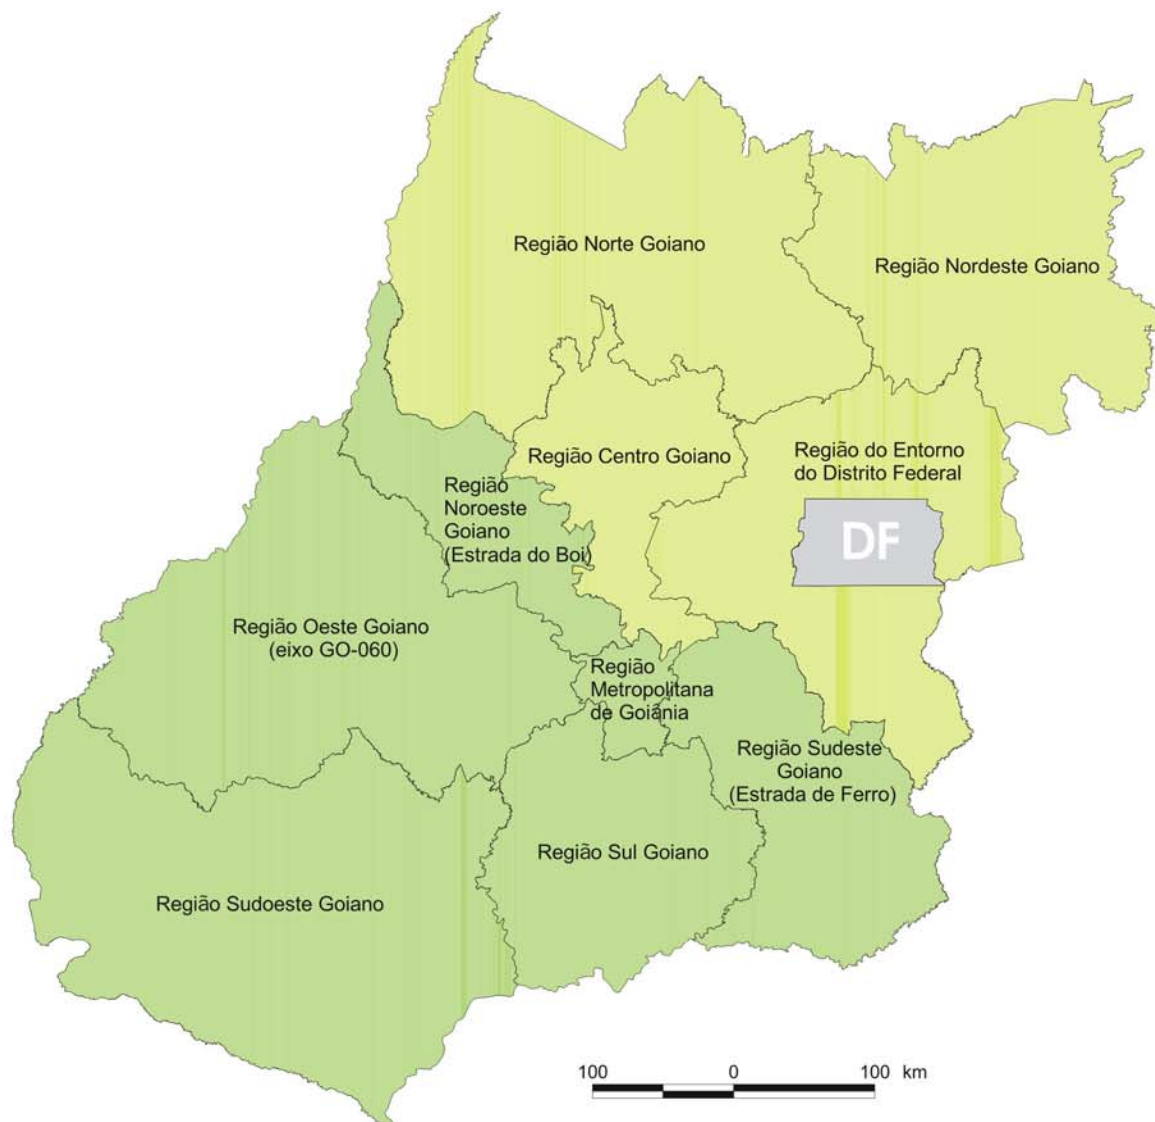 Região Norte Goiano
Região Nordeste Goiano
Região Centro Goiano
Região do Entorno
do Distrito Federal
Região
Noroeste
Goiano
(Estrada do Boi)
DF
Região Oeste Goiano
(eixo GO-060)
Região
Metropolitana
de Goiânia
Região Sudeste
Goiano
(Estrada de Ferro)
Região Sul Goiano
Região Sudoeste Goiano
100 0 100 km